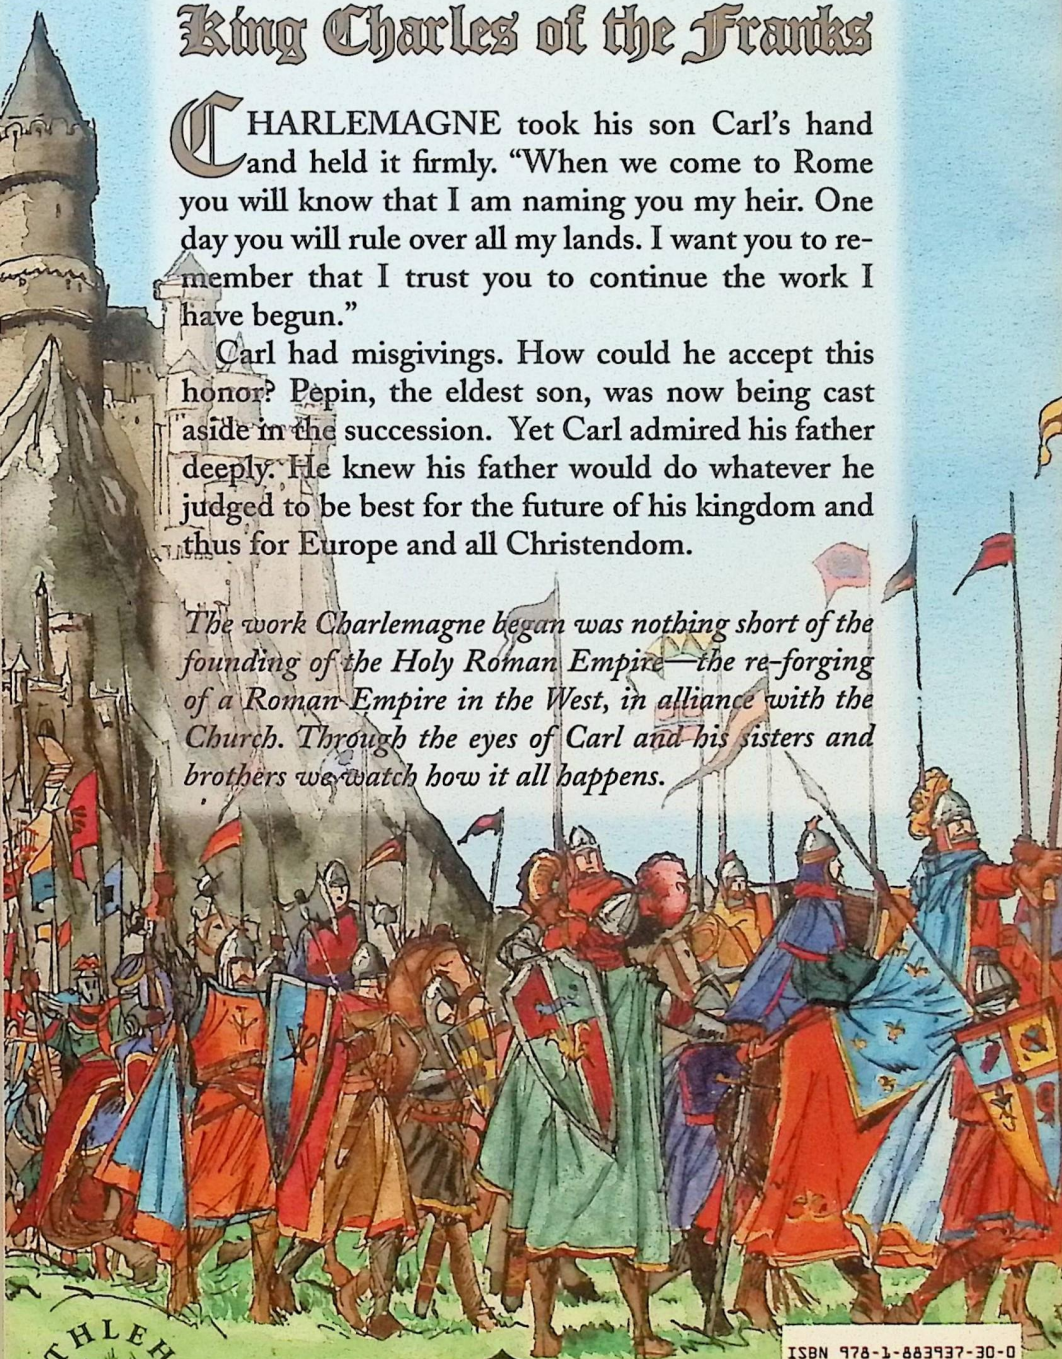 King Charles of the Franks
CHARLEMAGNE took his son Carl's hand
and held it firmly. “When we come to Rome
you will know that I am naming you my heir. One
day you will rule over all my lands. I want you to re-
member that I trust you to continue the work I
have begun.”
Carl had misgivings. How could he accept this
honor? Pepin, the eldest son, was now being cast
aside in the succession. Yet Carl admired his father
deeply. He knew his father would do whatever he
judged to be best for the future of his kingdom and
thus for Europe and all Christendom.
The work Charlemagne began was nothing short of the
founding of the Holy Roman Empire—the re-forging
of a Roman Empire in the West, in alliance with the
Church. Through the eyes of Carl and his sisters and
brothers we watch how it all happens.
THLEH
ISBN 978-1-883937-30-0